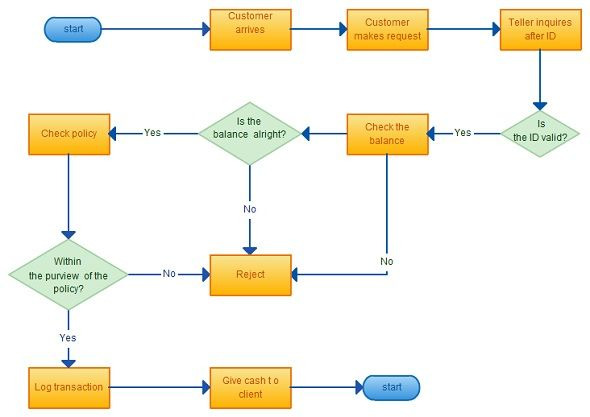 start
Customer
arrives
Customer
makes request
Teller inquires
after ID
Is
the ID valid?
Yes
Check the
balance
Is the
balance alright?
Yes
Check policy
No
No
Within
the purview of the
policy?
No
Reject
Yes
Log transaction
Give cash t o
client
start